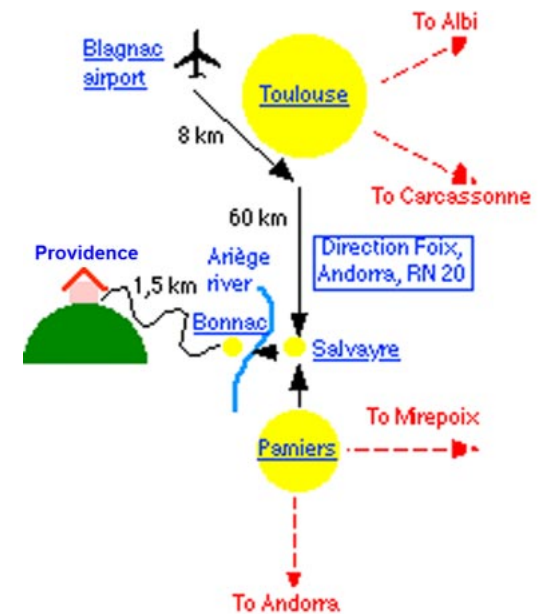 To Albi
Blagnac
airport
Toulouse
8 km
To Carcassonne
60 km
Direction Foix,
Andorra, RN 20
Providence
1,5 km
Ariège
river
Bonnac
Salvayre
To Mirepoix
Pamiers
To Andorra